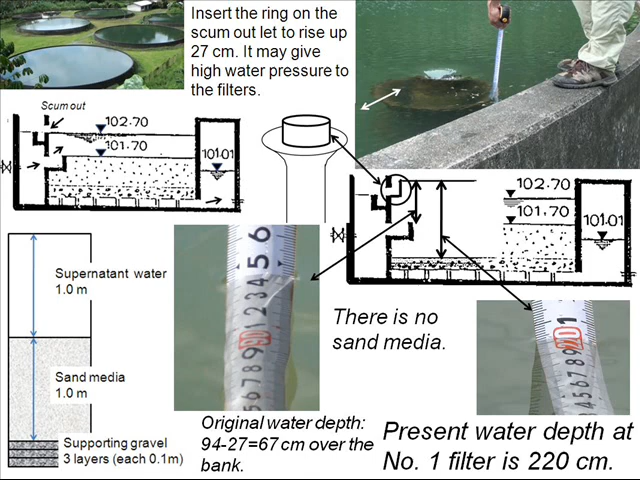 Insert the ring on the
scum out let to rise up
27 cm. It may give
high water pressure to
the filters.
Scum out
102.70
101.70
101.01
102.70
101.70
101.01
Supernatant water
1.0 m
Sand media
1.0 m
Supporting gravel
3 layers (each 0.1m)
There is no
sand media.
Original water depth:
94-27=67 cm over the
bank.
Present water depth at
No. 1 filter is 220 cm.